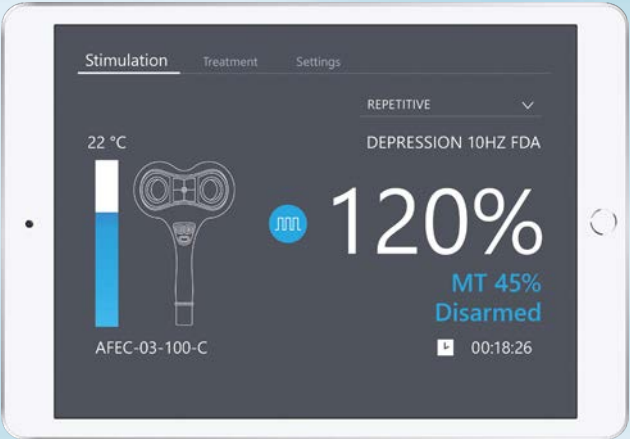 Stimulation Treatment Settings
REPETITIVE
22 °C
DEPRESSION 10HZ FDA
120%
MT 45%
Disarmed
AFEC-03-100-C
00:18:26